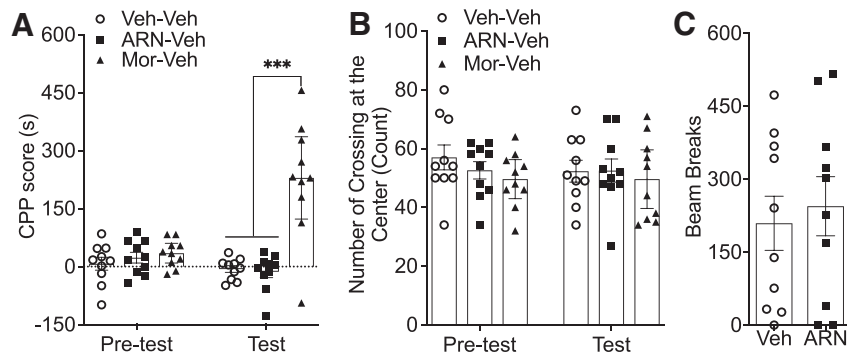 A
Veh-Veh
ARN-Veh
Mor-Veh
CPP score (s)
600
450
300
150
0
-150
***
Pre-test
Test
B
Veh-Veh
ARN-Veh
Mor-Veh
Number of Crossing at the
Center (Count)
100
80
60
40
20
0
Pre-test
Test
C
Beam Breaks
600
450
300
150
0
Veh
ARN